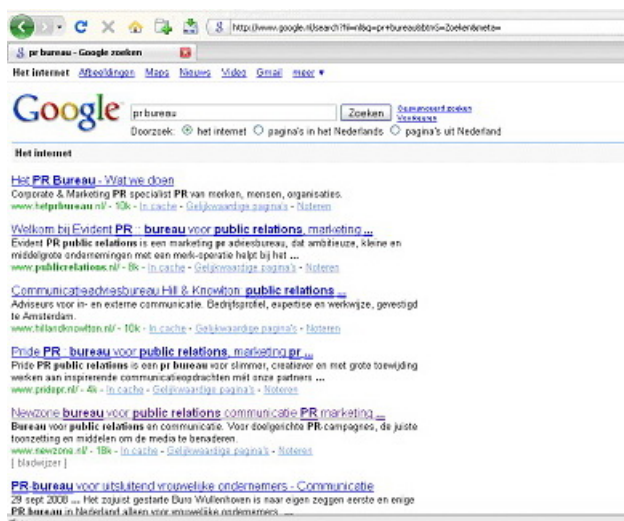 http://www.google.nl/search?hl=nl&q=pr+bureau&btnG=Zoeken&meta=
pr bureau - Google zoeken
Het internet Afbeeldingen Maps Nieuws Video Gmail meer ▼
Google
pr bureau
Zoeken
Geavanceerd zoeken
Voorkeuren
Doorzoek: het internet pagina's in het Nederlands pagina's uit Nederland
Het internet
Het PR Bureau - Wat we doen
Corporate & Marketing PR specialist PR van merken, mensen, organisaties.
www.hetprbureau.nl/ - 10k - In cache - Gelijkwaardige pagina's - Noteren
Welkom bij Evident PR :: bureau voor public relations, marketing ...
Evident PR public relations is een marketing pr adviesbureau, dat ambitieuze, kleine en
middelgrote ondernemingen met een merk-operatie helpt bij het ...
www.publicrelations.nl/ - 8k - In cache - Gelijkwaardige pagina's - Noteren
Communicatieadviesbureau Hill & Knowlton: public relations ...
Adviseurs voor in- en externe communicatie. Bedrijfsprofiel, expertise en werkwijze, gevestigd
te Amsterdam.
www.hillandknowlton.nl/ - 10k - In cache - Gelijkwaardige pagina's - Noteren
Pride PR : bureau voor public relations, marketing pr ...
Pride PR public relations is een pr bureau voor slimmer, creatiever en met grote toewijding
werken aan inspirerende communicatieopdrachten mét onze partners ...
www.pridepr.nl/ - 4k - In cache - Gelijkwaardige pagina's - Noteren
Newzone bureau voor public relations communicatie PR marketing ...
Bureau voor public relations en communicatie. Voor doelgerichte PR-campagnes, de juiste
toonzetting en middelen om de media te benaderen.
www.newzone.nl/ - 18k - In cache - Gelijkwaardige pagina's - Noteren
[ bladwijzer ]
PR-bureau voor uitsluitend vrouwelijke ondernemers - Communicatie
29 sept 2008 ... Het zojuist gestarte Buro Wullenhoven is naar eigen zeggen eerste en enige
PR bureau in Nederland alleen voor vrouwelijke ondernemers. ...